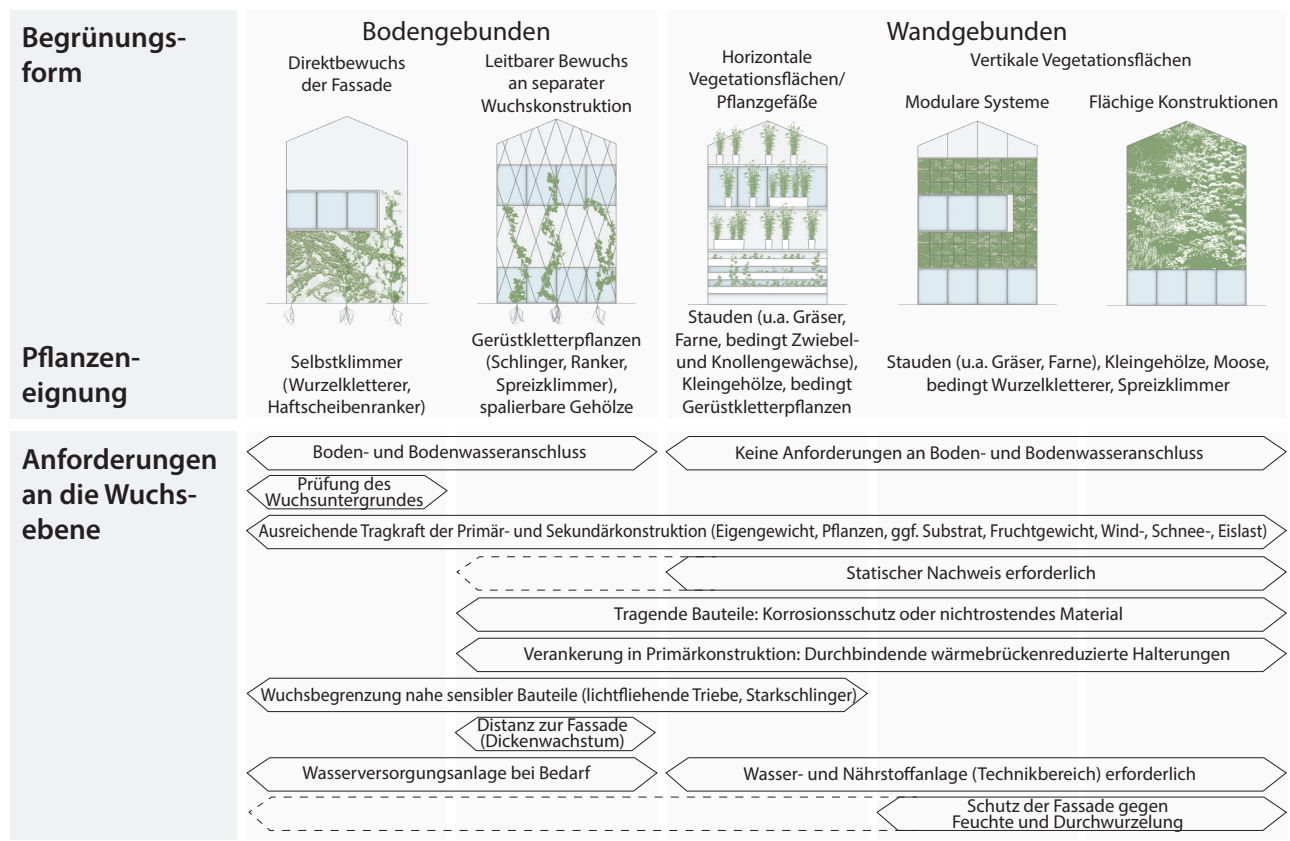 Begrünungs-
form
Bodengebunden
Direktbewuchs
der Fassade
Leitbarer Bewuchs
an separater
Wuchskonstruktion
Wandgebunden
Horizontale
Vegetationsflächen/
Pflanzgefäße
Vertikale Vegetationsflächen
Modulare Systeme
Flächige Konstruktionen
Pflanzen-
eignung
Selbstklimmer
(Wurzelkletterer,
Haftscheibenranker)
Gerüstkletterpflanzen
(Schlinger, Ranker,
Spreizklimmer),
spalierbare Gehölze
Stauden (u.a. Gräser,
Farne, bedingt Zwiebel-
und Knollengewächse),
Kleingehölze, bedingt
Gerüstkletterpflanzen
Stauden (u.a. Gräser, Farne), Kleingehölze, Moose,
bedingt Wurzelkletterer, Spreizklimmer
Anforderungen
an die Wuchs-
ebene
Boden- und Bodenwasseranschluss
Keine Anforderungen an Boden- und Bodenwasseranschluss
Prüfung des
Wuchsuntergrundes
Ausreichende Tragkraft der Primär- und Sekundärkonstruktion (Eigengewicht, Pflanzen, ggf. Substrat, Fruchtgewicht, Wind-, Schnee-, Eislast)
Statischer Nachweis erforderlich
Tragende Bauteile: Korrosionsschutz oder nichtrostendes Material
Verankerung in Primärkonstruktion: Durchbindende wärmebrückenreduzierte Halterungen
Wuchsbegrenzung nahe sensibler Bauteile (lichtfliehende Triebe, Starkschlinger)
Distanz zur Fassade
(Dickenwachstum)
Wasserversorgungsanlage bei Bedarf
Wasser- und Nährstoffanlage (Technikbereich) erforderlich
Schutz der Fassade gegen
Feuchte und Durchwurzelung